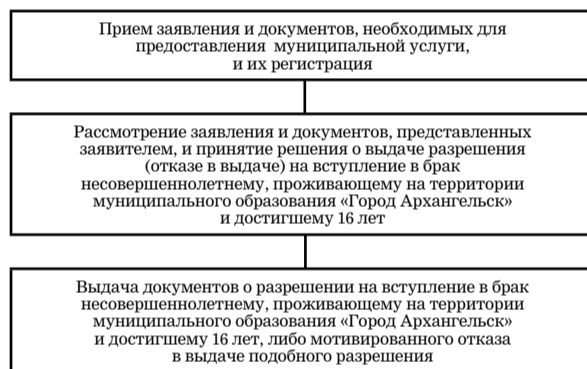 Прием заявления и документов, необходимых для
предоставления муниципальной услуги,
и их регистрация
Рассмотрение заявления и документов, представленных
заявителем, и принятие решения о выдаче разрешения
(отказе в выдаче) на вступление в брак
несовершеннолетнему, проживающему на территории
муниципального образования «Город Архангельск»
и достигшему 16 лет
Выдача документов о разрешении на вступление в брак
несовершеннолетнему, проживающему на территории
муниципального образования «Город Архангельск»
и достигшему 16 лет, либо мотивированного отказа
в выдаче подобного разрешения